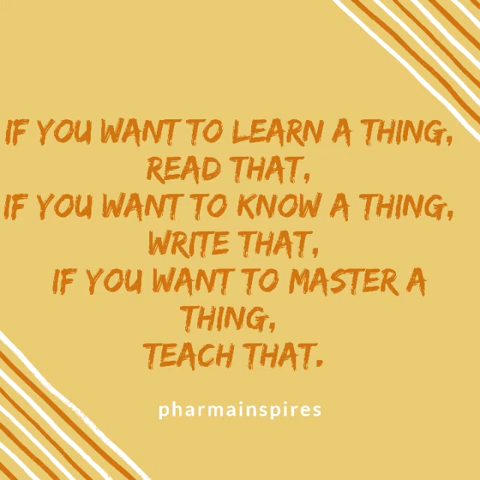 IF YOU WANT TO LEARN A THING,
READ THAT,
IF YOU WANT TO KNOW A THING,
WRITE THAT,
IF YOU WANT TO MASTER A
THING,
TEACH THAT.
pharmainspires